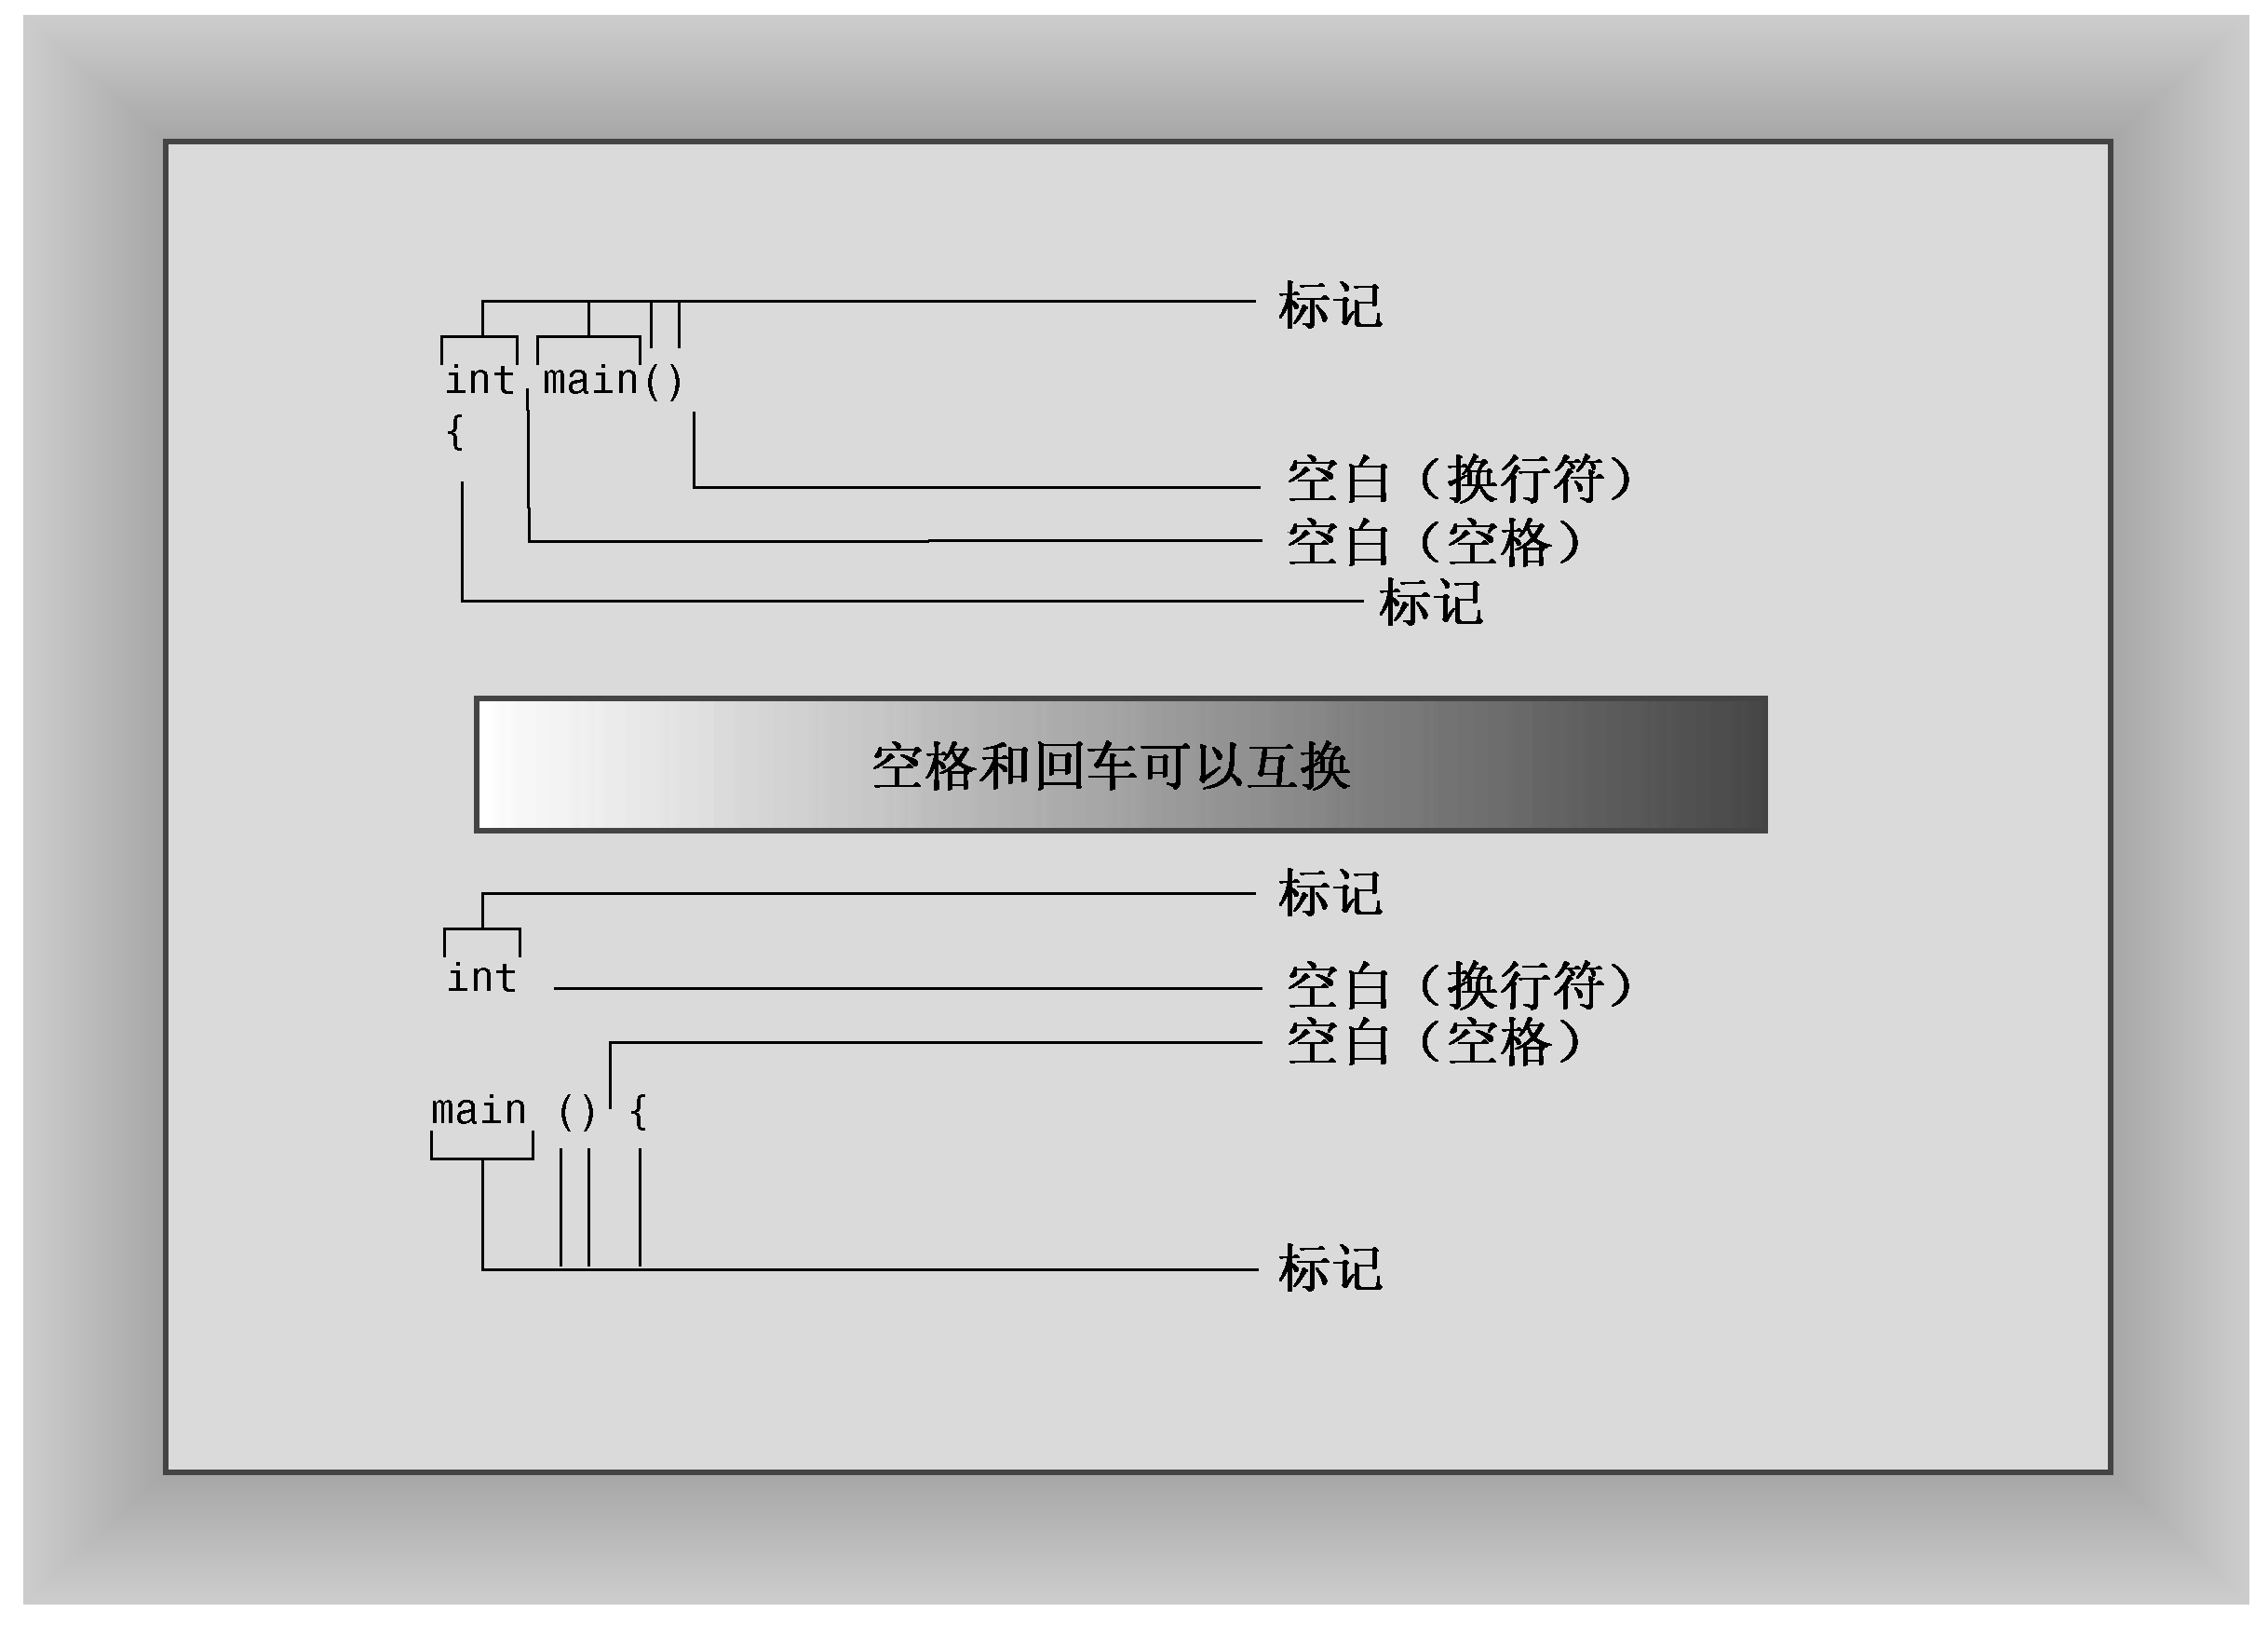 标记
int main()
{
空白（换行符）
空白（空格）
标记
空格和回车可以互换
标记
int
空白（换行符）
空白（空格）
main () {
标记